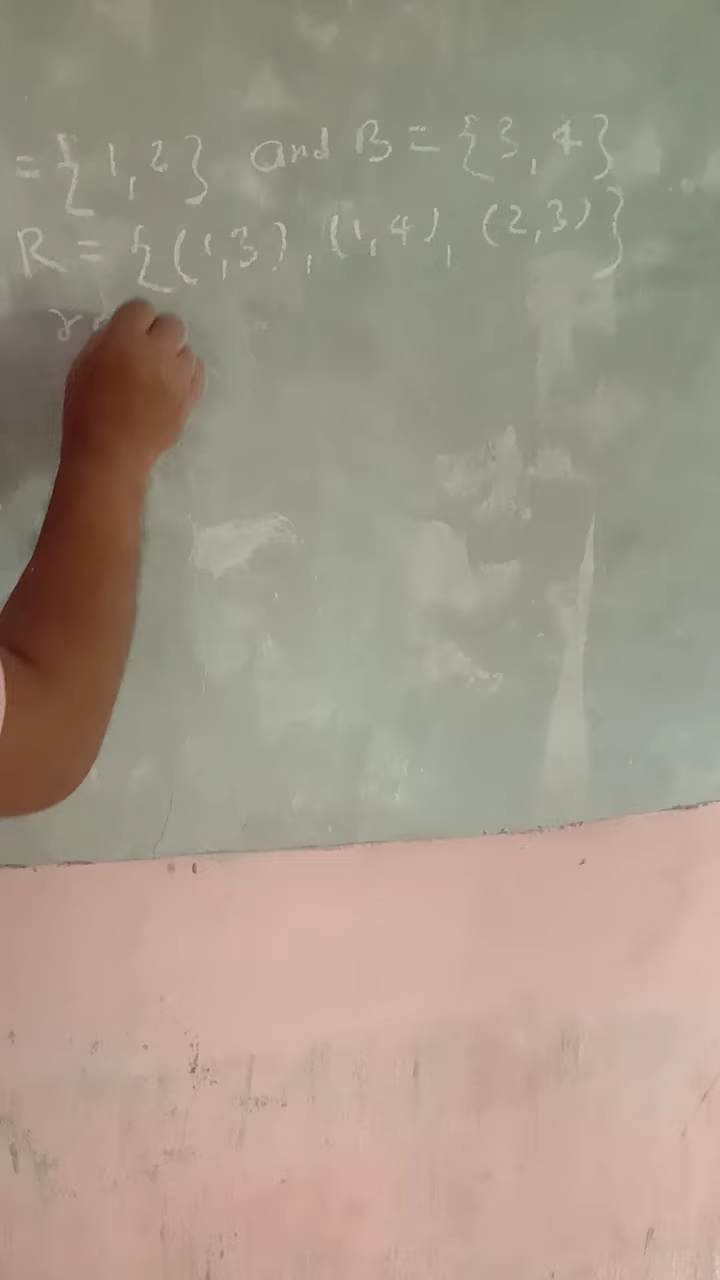 = {1, 2} and B = {3, 4}
R = {(1,3), (1,4), (2,3)}